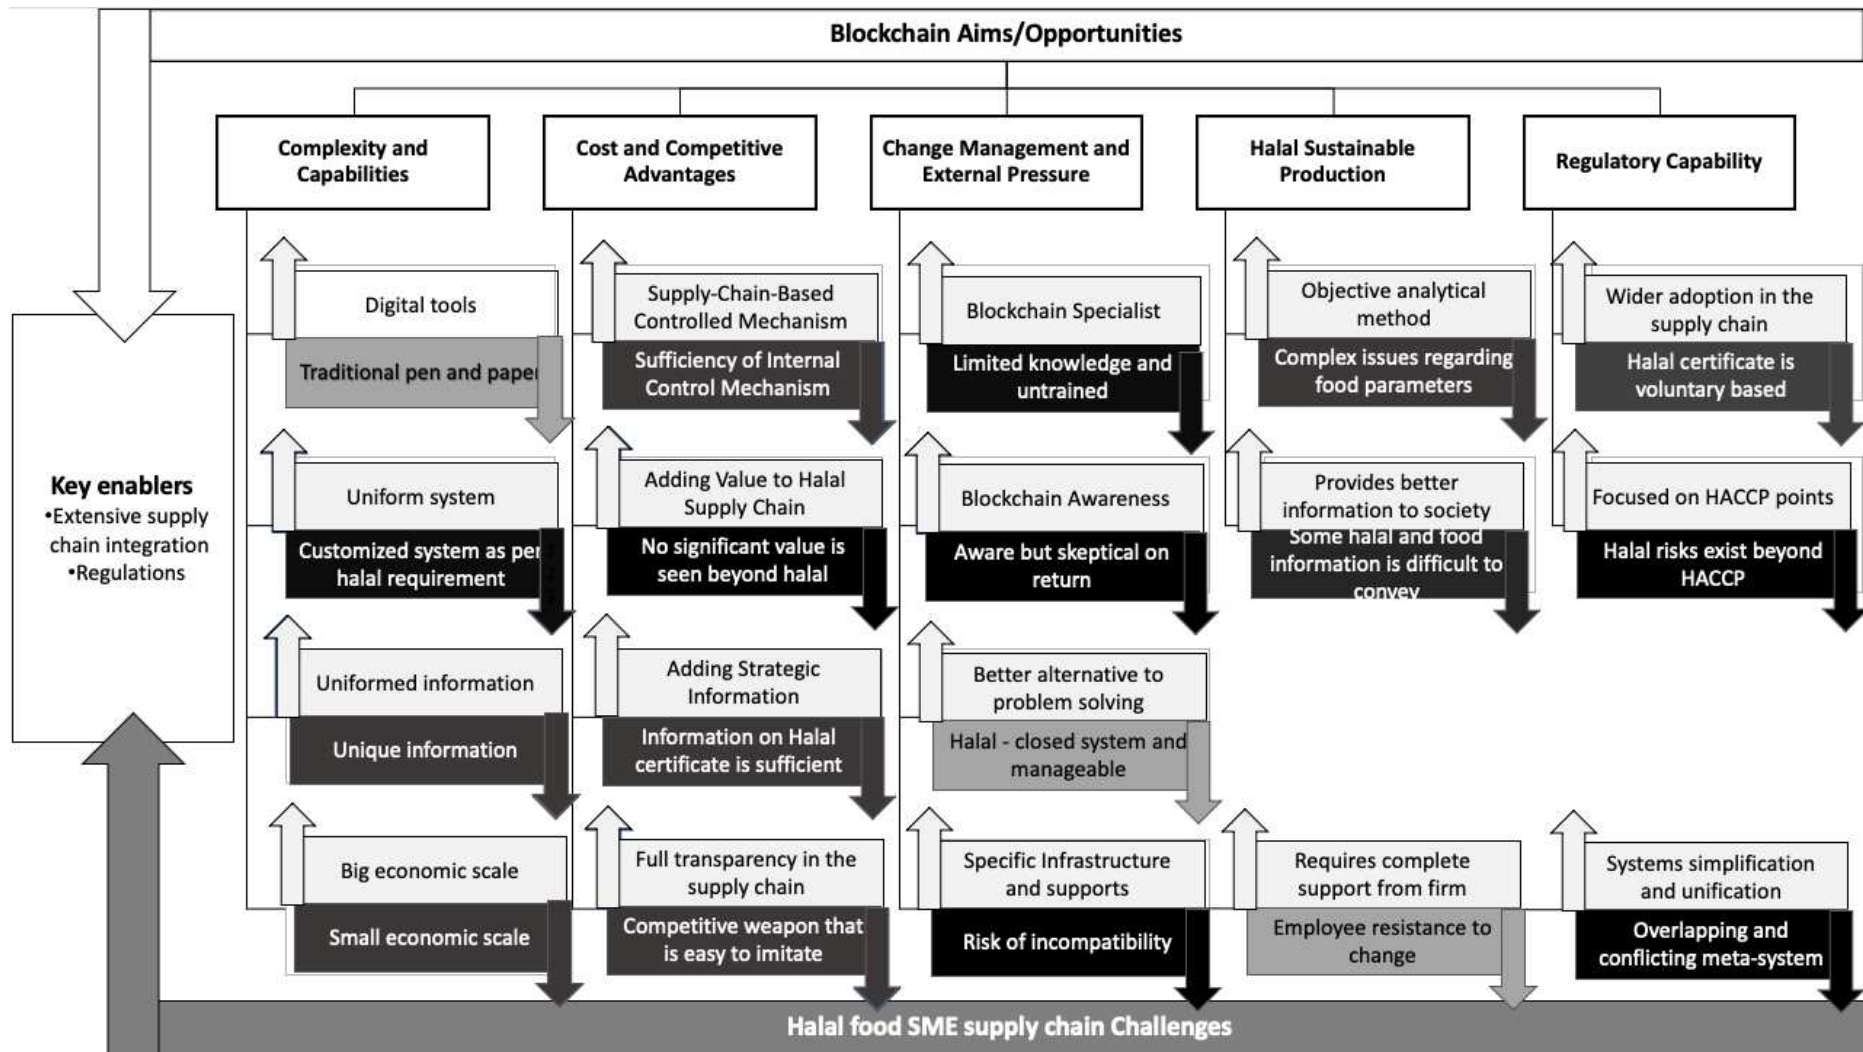 Blockchain Aims/Opportunities
Complexity and
Capabilities
Cost and Competitive
Advantages
Change Management and
External Pressure
Halal Sustainable
Production
Regulatory Capability
Key enablers
•Extensive supply
chain integration
•Regulations
Digital tools
Traditional pen and paper
Uniform system
Customized system as per
halal requirement
Uniformed information
Unique information
Big economic scale
Small economic scale
Supply-Chain-Based
Controlled Mechanism
Sufficiency of Internal
Control Mechanism
Adding Value to Halal
Supply Chain
No significant value is
seen beyond halal
Adding Strategic
Information
Information on Halal
certificate is sufficient
Full transparency in the
supply chain
Competitive weapon that
is easy to imitate
Blockchain Specialist
Limited knowledge and
untrained
Blockchain Awareness
Aware but skeptical on
return
Better alternative to
problem solving
Halal - closed system and
manageable
Specific Infrastructure
and supports
Risk of incompatibility
Objective analytical
method
Complex issues regarding
food parameters
Provides better
information to society
Some halal and food
information is difficult to
convey
Requires complete
support from firm
Employee resistance to
change
Wider adoption in the
supply chain
Halal certificate is
voluntary based
Focused on HACCP points
Halal risks exist beyond
HACCP
Systems simplification
and unification
Overlapping and
conflicting meta-system
Halal food SME supply chain Challenges